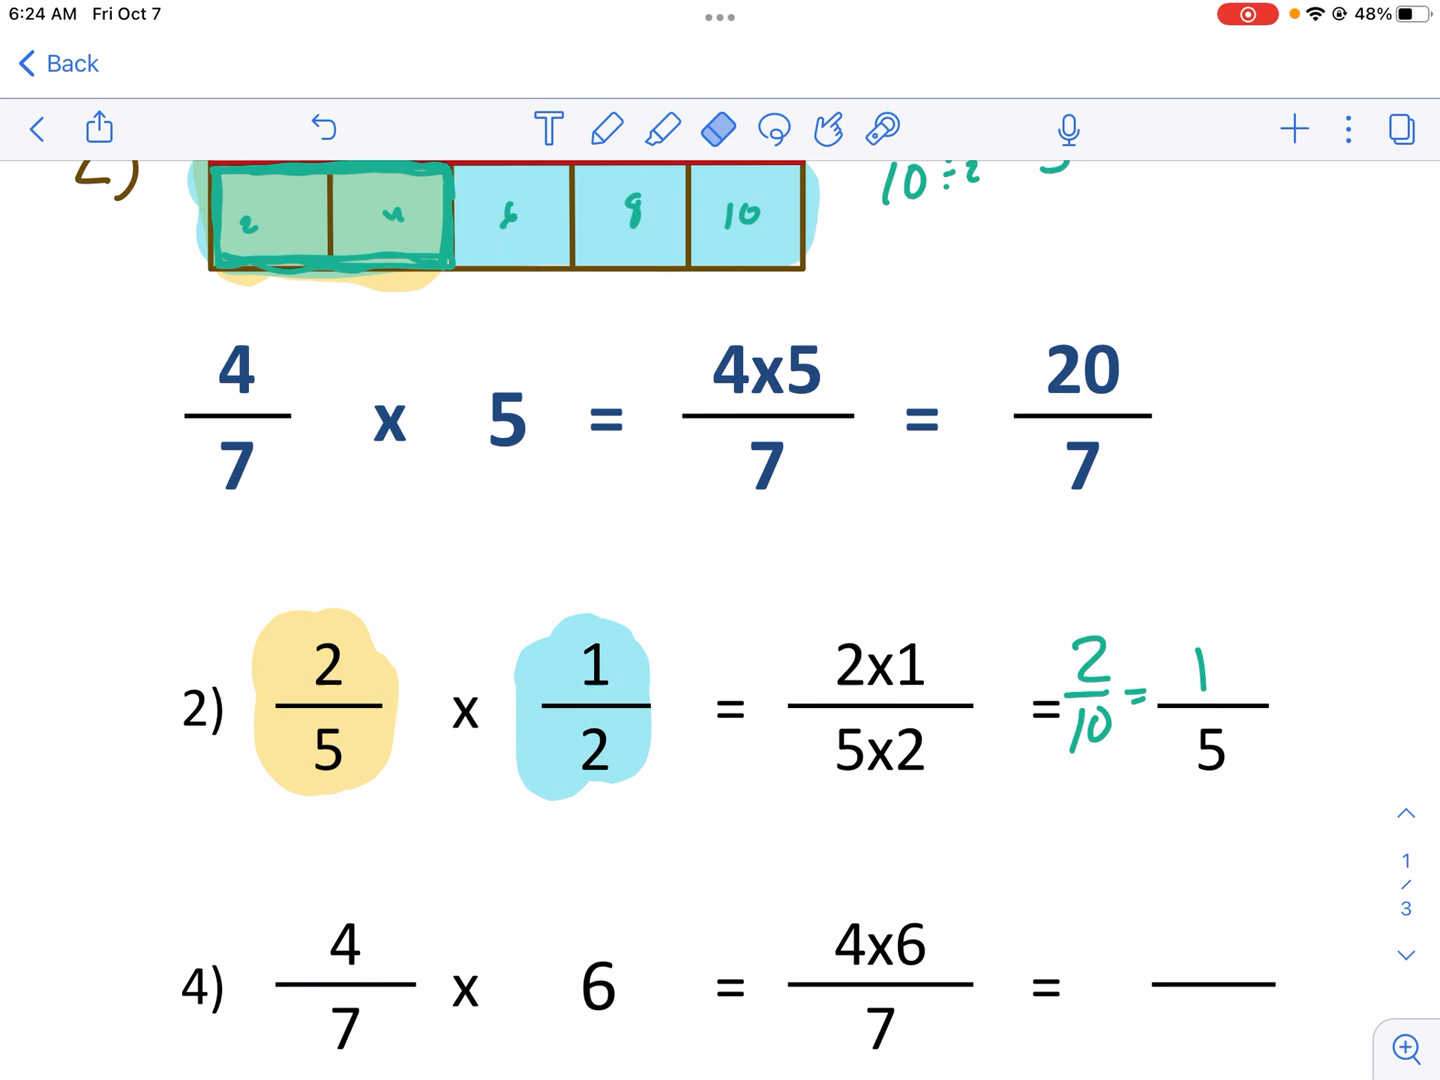 6:24 AM Fri Oct 7
48%
Back
2)
10÷2
2 4 6 8 10
4/7 x 5 = 4x5/7 = 20/7
2) 2/5 x 1/2 = 2x1/5x2 = 2/10 = 1/5
1
/
3
4) 4/7 x 6 = 4x6/7 =